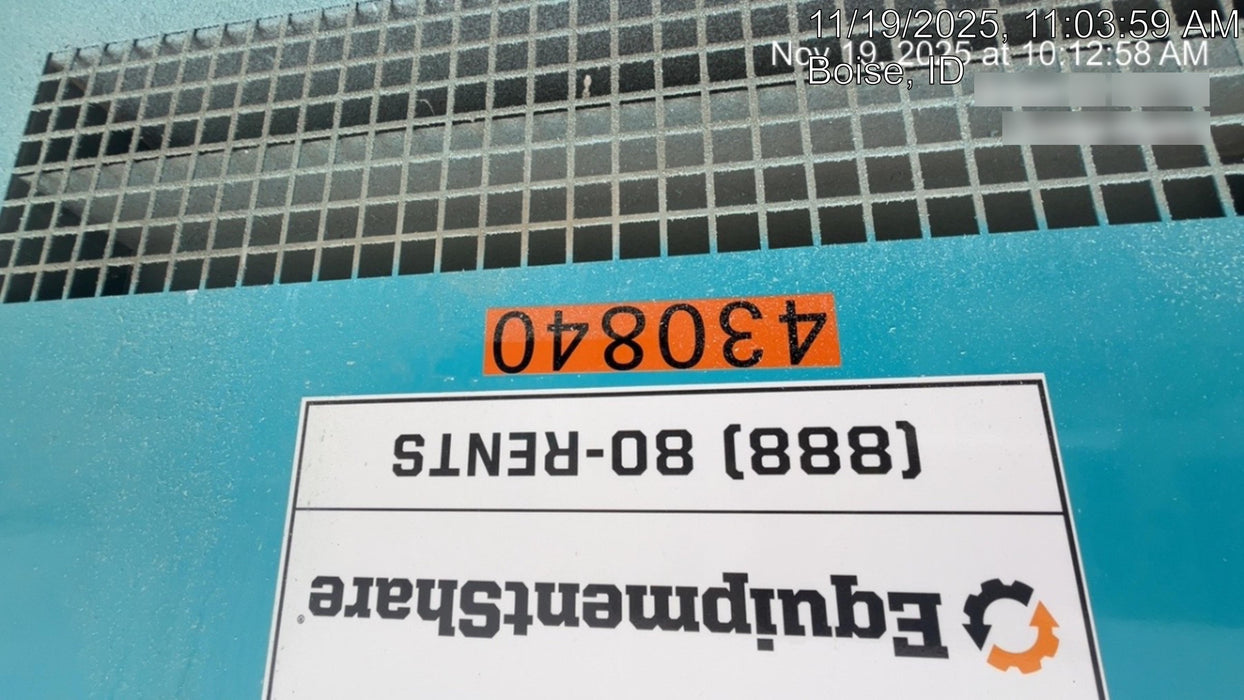 11/19/2025, 11:03:59 AM
Nov 19, 2025 at 10:12:58 AM
Boise, ID
430840
(888) 80-RENTS
EquipmentShare®